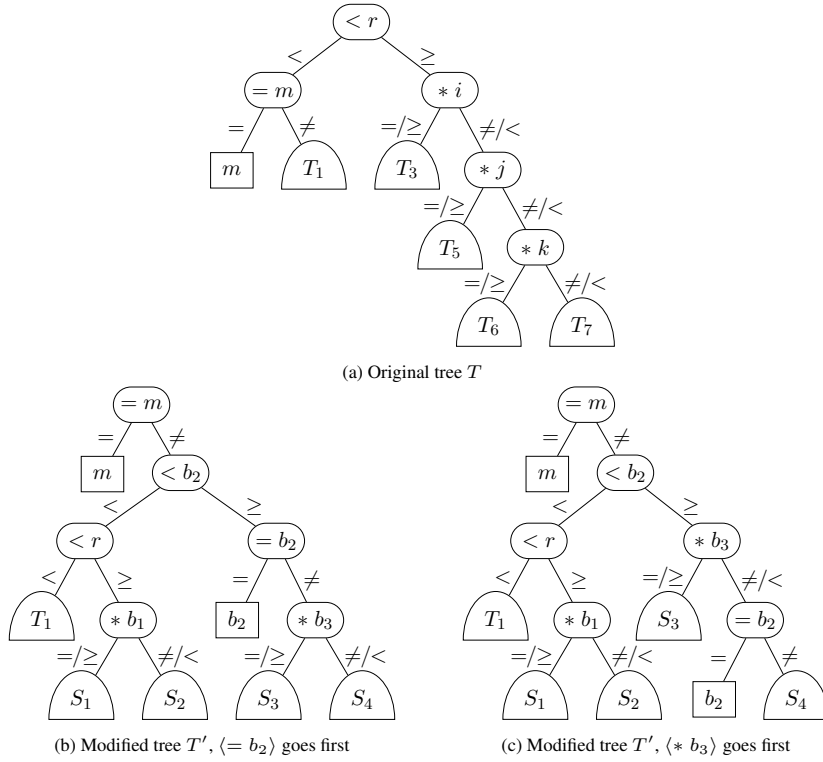 < r
< ≥
= m * i
= ≠ =/≥ ≠/<
m T₁ T₃ * j
=/≥ ≠/<
T₅ * k
=/≥ ≠/<
T₆ T₇
(a) Original tree T
= m = m
= ≠ = ≠
m < b₂ m < b₂
< ≥ < ≥
< r = b₂ < r * b₃
< ≥ = ≠ < ≥ =/≥ ≠/<
T₁ * b₁ b₂ * b₃ T₁ * b₁ S₃ = b₂
=/≥ ≠/< =/≥ ≠/< =/≥ ≠/< = ≠
S₁ S₂ S₃ S₄ S₁ S₂ b₂ S₄
(b) Modified tree T′, ⟨= b₂⟩ goes first
(c) Modified tree T′, ⟨* b₃⟩ goes first